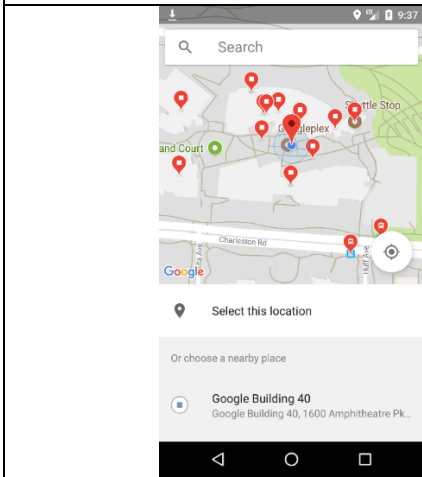 9:37
Search
Shuttle Stop
Googleplex
and Court
Charleston Rd
Huff Ave
Google
Select this location
Or choose a nearby place
Google Building 40
Google Building 40, 1600 Amphitheatre Pk...